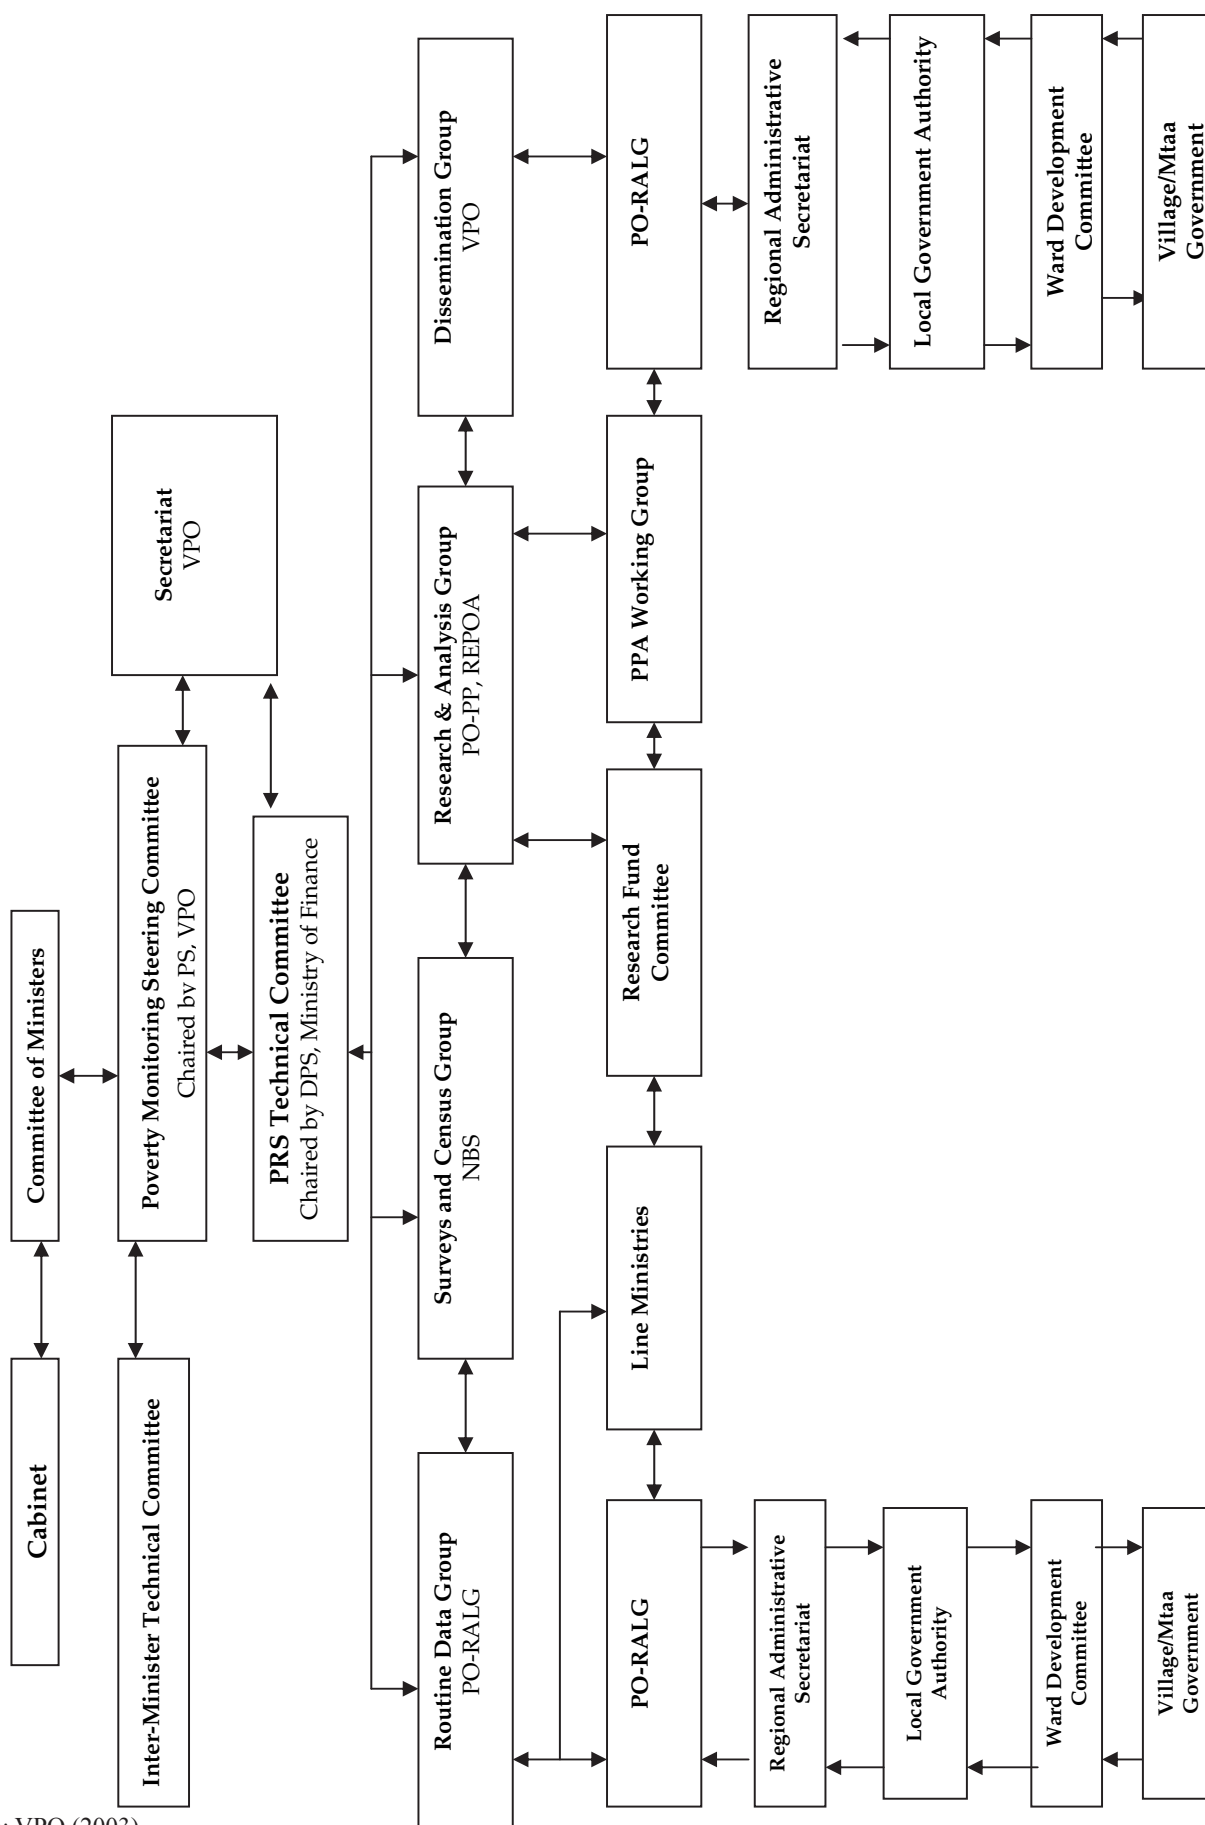 Cabinet
Committee of Ministers
Inter-Minister Technical Committee
Poverty Monitoring Steering Committee
Chaired by PS, VPO
Secretariat
VPO
PRS Technical Committee
Chaired by DPS, Ministry of Finance
Routine Data Group
PO-RALG
Surveys and Census Group
NBS
Research & Analysis Group
PO-PP, REPOA
Dissemination Group
VPO
PO-RALG
Line Ministries
Research Fund
Committee
PPA Working Group
PO-RALG
Regional Administrative
Secretariat
Local Government
Authority
Ward Development
Committee
Village/Mtaa
Government
Regional Administrative
Secretariat
Local Government Authority
Ward Development
Committee
Village/Mtaa
Government
: VPO (2003)